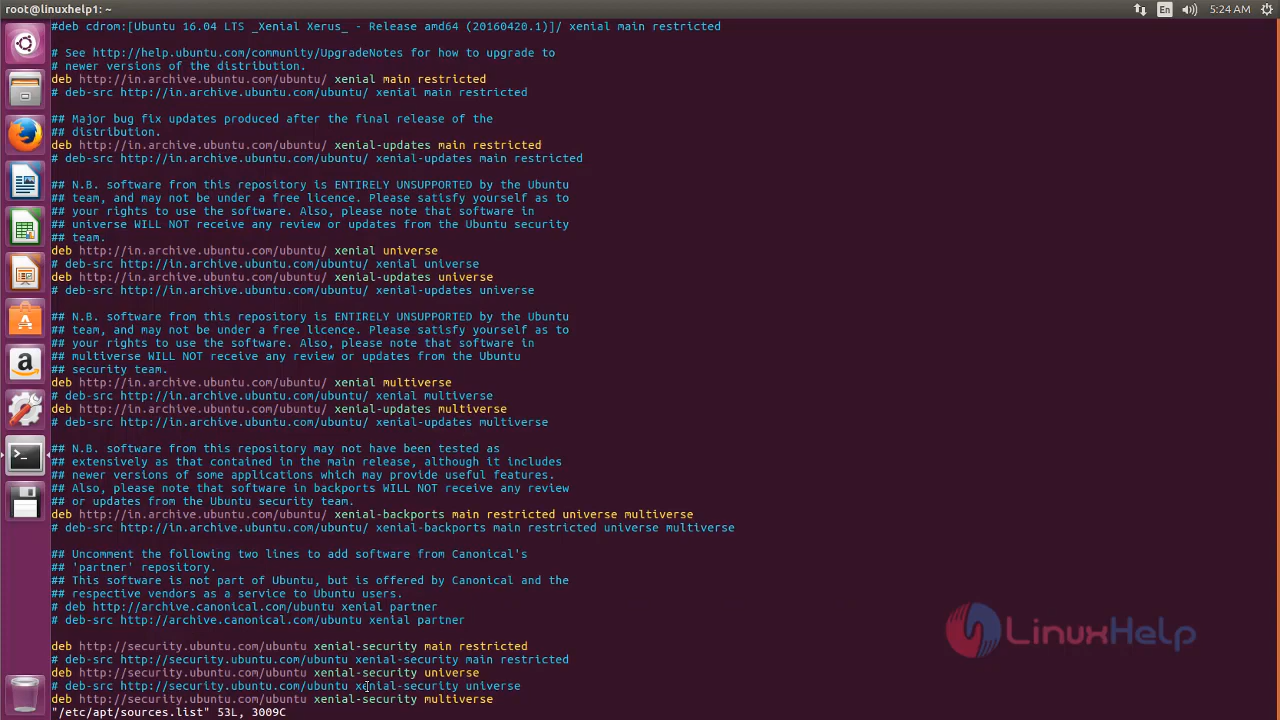 root@linuxhelp1: ~
En
5:24 AM
#deb cdrom:[Ubuntu 16.04 LTS _Xenial Xerus_ - Release amd64 (20160420.1)]/ xenial main restricted
# See http://help.ubuntu.com/community/UpgradeNotes for how to upgrade to
# newer versions of the distribution.
deb http://in.archive.ubuntu.com/ubuntu/ xenial main restricted
# deb-src http://in.archive.ubuntu.com/ubuntu/ xenial main restricted
## Major bug fix updates produced after the final release of the
## distribution.
deb http://in.archive.ubuntu.com/ubuntu/ xenial-updates main restricted
# deb-src http://in.archive.ubuntu.com/ubuntu/ xenial-updates main restricted
## N.B. software from this repository is ENTIRELY UNSUPPORTED by the Ubuntu
## team, and may not be under a free licence. Please satisfy yourself as to
## your rights to use the software. Also, please note that software in
## universe WILL NOT receive any review or updates from the Ubuntu security
## team.
deb http://in.archive.ubuntu.com/ubuntu/ xenial universe
# deb-src http://in.archive.ubuntu.com/ubuntu/ xenial universe
deb http://in.archive.ubuntu.com/ubuntu/ xenial-updates universe
# deb-src http://in.archive.ubuntu.com/ubuntu/ xenial-updates universe
## N.B. software from this repository is ENTIRELY UNSUPPORTED by the Ubuntu
## team, and may not be under a free licence. Please satisfy yourself as to
## your rights to use the software. Also, please note that software in
## multiverse WILL NOT receive any review or updates from the Ubuntu
## security team.
deb http://in.archive.ubuntu.com/ubuntu/ xenial multiverse
# deb-src http://in.archive.ubuntu.com/ubuntu/ xenial multiverse
deb http://in.archive.ubuntu.com/ubuntu/ xenial-updates multiverse
# deb-src http://in.archive.ubuntu.com/ubuntu/ xenial-updates multiverse
## N.B. software from this repository may not have been tested as
## extensively as that contained in the main release, although it includes
## newer versions of some applications which may provide useful features.
## Also, please note that software in backports WILL NOT receive any review
## or updates from the Ubuntu security team.
deb http://in.archive.ubuntu.com/ubuntu/ xenial-backports main restricted universe multiverse
# deb-src http://in.archive.ubuntu.com/ubuntu/ xenial-backports main restricted universe multiverse
## Uncomment the following two lines to add software from Canonical's
## 'partner' repository.
## This software is not part of Ubuntu, but is offered by Canonical and the
## respective vendors as a service to Ubuntu users.
# deb http://archive.canonical.com/ubuntu xenial partner
# deb-src http://archive.canonical.com/ubuntu xenial partner
deb http://security.ubuntu.com/ubuntu xenial-security main restricted
# deb-src http://security.ubuntu.com/ubuntu xenial-security main restricted
deb http://security.ubuntu.com/ubuntu xenial-security universe
# deb-src http://security.ubuntu.com/ubuntu xenial-security universe
deb http://security.ubuntu.com/ubuntu xenial-security multiverse
"/etc/apt/sources.list" 53L, 3009C
LinuxHelp